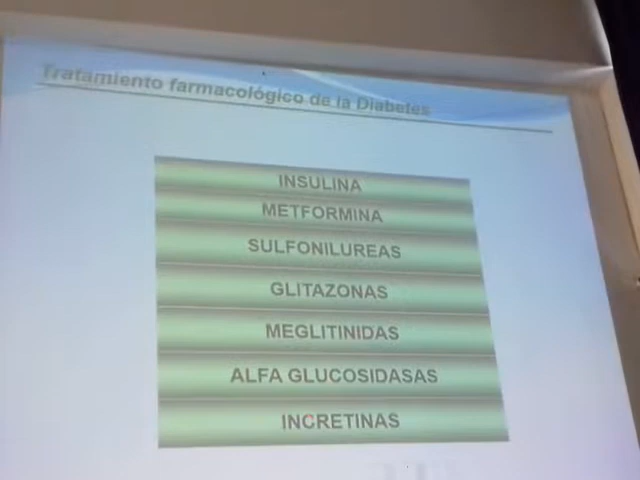 Tratamiento farmacológico de la Diabetes
INSULINA
METFORMINA
SULFONILUREAS
GLITAZONAS
MEGLITINIDAS
ALFA GLUCOSIDASAS
INCRETINAS